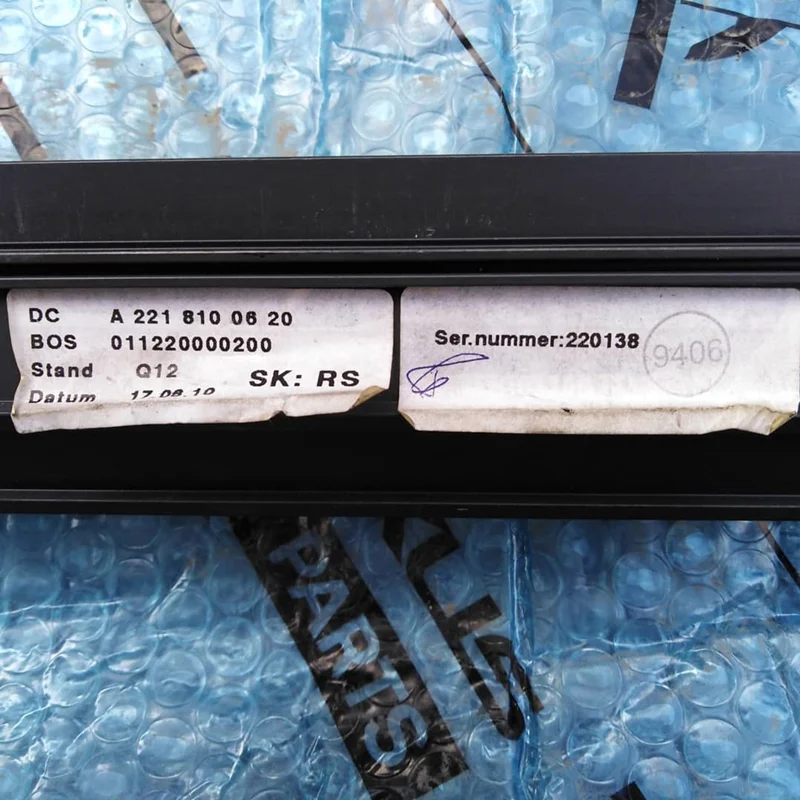 DC A 221 810 06 20
BOS 011220000200
Stand Q12
SK: RS
Datum 17.08.10
Ser.nummer:220138
9406
PARTS